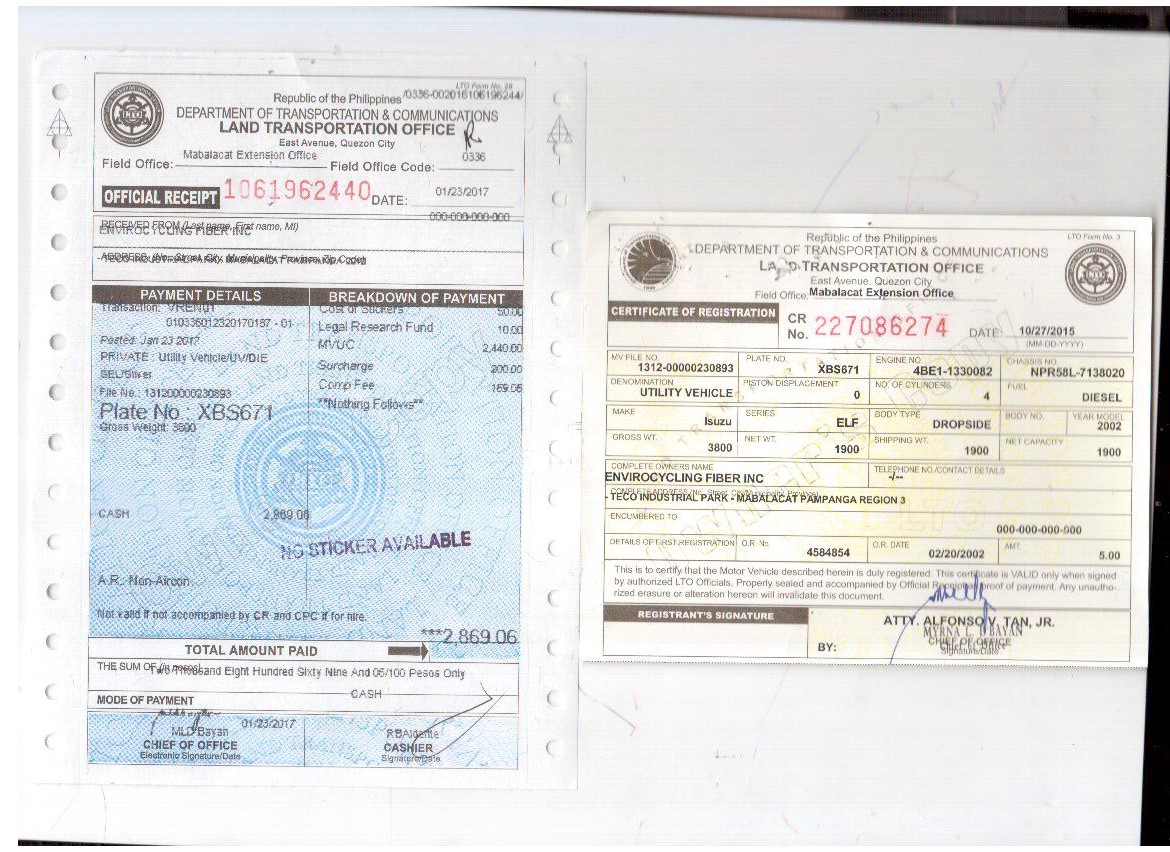 LTO Form No. 29
Republic of the Philippines /0336-002016106196244/
DEPARTMENT OF TRANSPORTATION & COMMUNICATIONS
LAND TRANSPORTATION OFFICE
East Avenue, Quezon City
Field Office: Mabalacat Extension Office Field Office Code: 0336
OFFICIAL RECEIPT 1061962440 DATE: 01/23/2017
000-000-000-000
RECEIVED FROM (Last name, First name, MI)
ENVIROCYCLING FIBER INC
ADDRESS (No., Street, City, Municipality, Province, Zip Code)
PAYMENT DETAILS
Transaction: VREN01
010336012320170187 - 01
Posted: Jan 23 2017
PRIVATE : Utility Vehicle/UV/DIE
SEL/Silver
File No.: 131200000230893
Plate No : XBS671
Gross Weight: 3800
CASH 2,869.06
BREAKDOWN OF PAYMENT
Cost of Stickers 50.00
Legal Research Fund 10.00
MVUC 2,440.00
Surcharge 200.00
Comp Fee 169.06
**Nothing Follows**
NO STICKER AVAILABLE
A.R.: Non-Aircon
Not valid if not accompanied by CR and CPC if for hire.
***2,869.06
TOTAL AMOUNT PAID
THE SUM OF (in pesos)
Two Thousand Eight Hundred Sixty Nine And 06/100 Pesos Only
MODE OF PAYMENT CASH
MLD Bayan 01/23/2017
CHIEF OF OFFICE
Electronic Signature/Date
RBAldante
CASHIER
Signature/Date
LTO Form No. 3
Republic of the Philippines
DEPARTMENT OF TRANSPORTATION & COMMUNICATIONS
LAND TRANSPORTATION OFFICE
East Avenue, Quezon City
Field Office: Mabalacat Extension Office
CERTIFICATE OF REGISTRATION CR No. 227086274 DATE: 10/27/2015
(MM-DD-YYYY)
MV FILE NO. PLATE NO. ENGINE NO. CHASSIS NO.
1312-00000230893 XBS671 4BE1-1330082 NPR58L-7138020
DENOMINATION PISTON DISPLACEMENT NO. OF CYLINDERS FUEL
UTILITY VEHICLE 0 4 DIESEL
MAKE SERIES BODY TYPE BODY NO. YEAR MODEL
Isuzu ELF DROPSIDE 2002
GROSS WT. NET WT. SHIPPING WT. NET CAPACITY
3800 1900 1900 1900
COMPLETE OWNERS NAME TELEPHONE NO./CONTACT DETAILS
ENVIROCYCLING FIBER INC -/--
COMPLETE ADDRESS (No., Street, City/Municipality, Province)
- TECO INDUSTRIAL PARK - MABALACAT PAMPANGA REGION 3
ENCUMBERED TO
000-000-000-000
DETAILS OF FIRST REGISTRATION O.R. No. O.R. DATE AMT.
4584854 02/20/2002 5.00
This is to certify that the Motor Vehicle described herein is duly registered. This certificate is VALID only when signed
by authorized LTO Officials, Properly sealed and accompanied by Official Receipt as proof of payment. Any unautho-
rized erasure or alteration hereon will invalidate this document.
REGISTRANT'S SIGNATURE
ATTY. ALFONSO V. TAN, JR.
MYRNA L. D BAYAN
BY: CHIEF OF OFFICE
Signature/Date